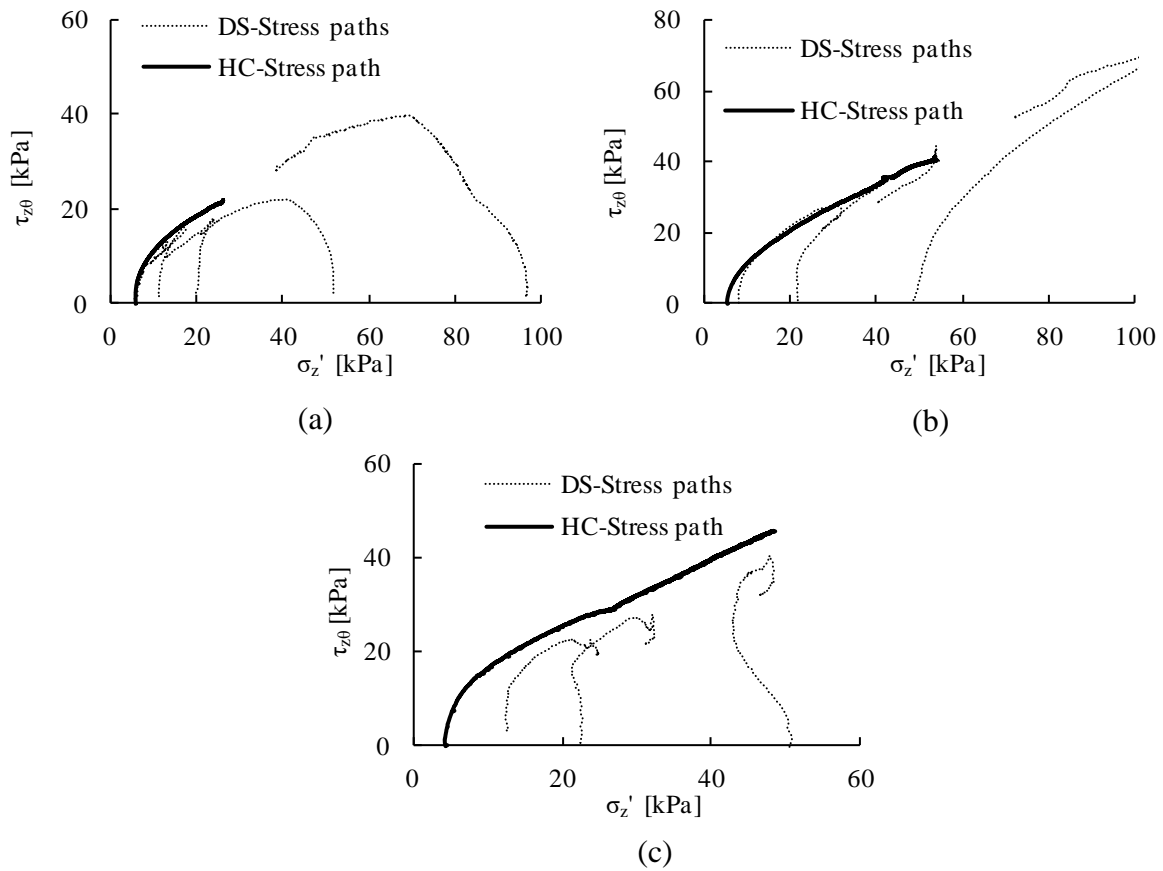 60
40
20
0
τzθ [kPa]
DS-Stress paths
HC-Stress path
0 20 40 60 80 100
σz' [kPa]
(a)
80
60
40
20
0
τzθ [kPa]
DS-Stress paths
HC-Stress path
0 20 40 60 80 100
σz' [kPa]
(b)
60
40
20
0
τzθ [kPa]
DS-Stress paths
HC-Stress path
0 20 40 60
σz' [kPa]
(c)